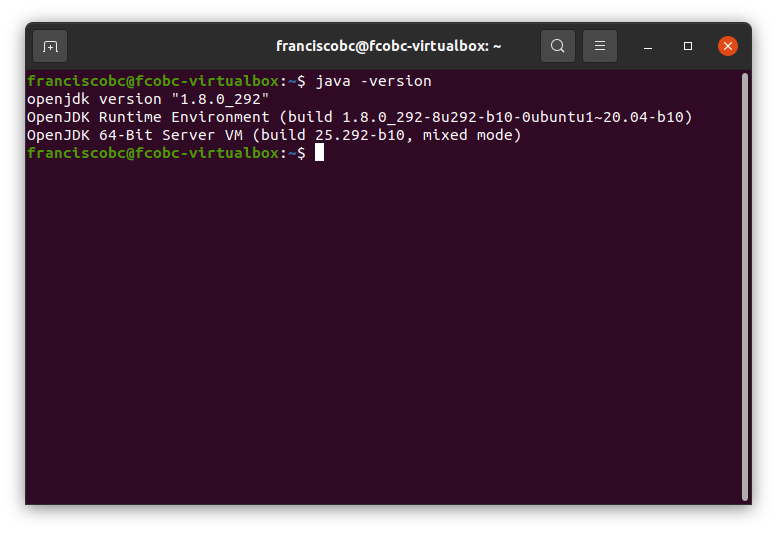 franciscobc@fcobc-virtualbox: ~
franciscobc@fcobc-virtualbox:~$ java -version
openjdk version "1.8.0_292"
OpenJDK Runtime Environment (build 1.8.0_292-8u292-b10-0ubuntu1~20.04-b10)
OpenJDK 64-Bit Server VM (build 25.292-b10, mixed mode)
franciscobc@fcobc-virtualbox:~$